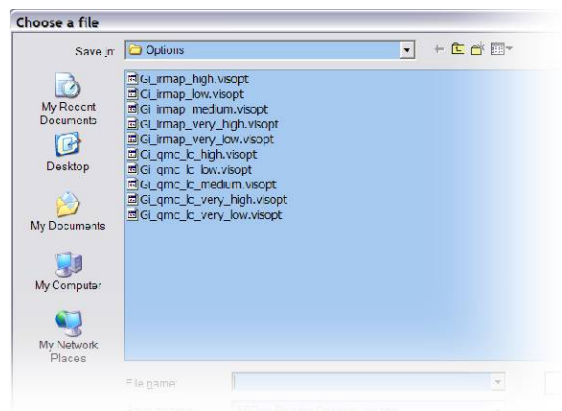 Choose a file
Save in:
Options
My Recent
Documents
Desktop
My Documents
My Computer
My Network
Places
Gi_irmap_high.visopt
Gi_irmap_low.visopt
Gi_irmap_medium.visopt
Gi_irmap_very_high.visopt
Gi_irmap_very_low.visopt
Gi_qmc_lc_high.visopt
Gi_qmc_lc_low.visopt
Gi_qmc_lc_medium.visopt
Gi_qmc_lc_very_high.visopt
Gi_qmc_lc_very_low.visopt
File name: